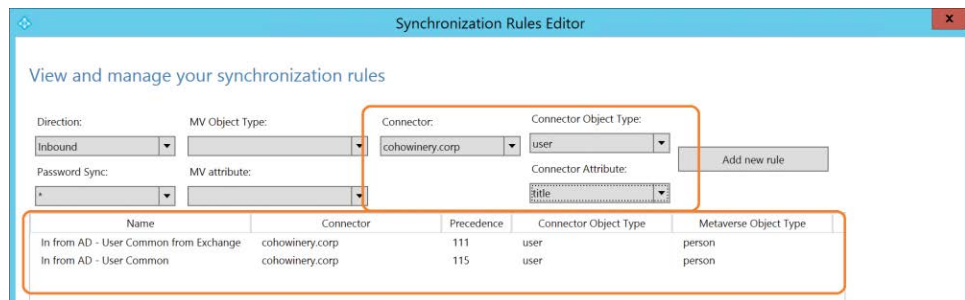 Synchronization Rules Editor
x
View and manage your synchronization rules
Direction: MV Object Type: Connector: Connector Object Type:
Inbound cohowinery.corp user
Add new rule
Password Sync: MV attribute: Connector Attribute:
* title
Name Connector Precedence Connector Object Type Metaverse Object Type
In from AD - User Common from Exchange cohowinery.corp 111 user person
In from AD - User Common cohowinery.corp 115 user person